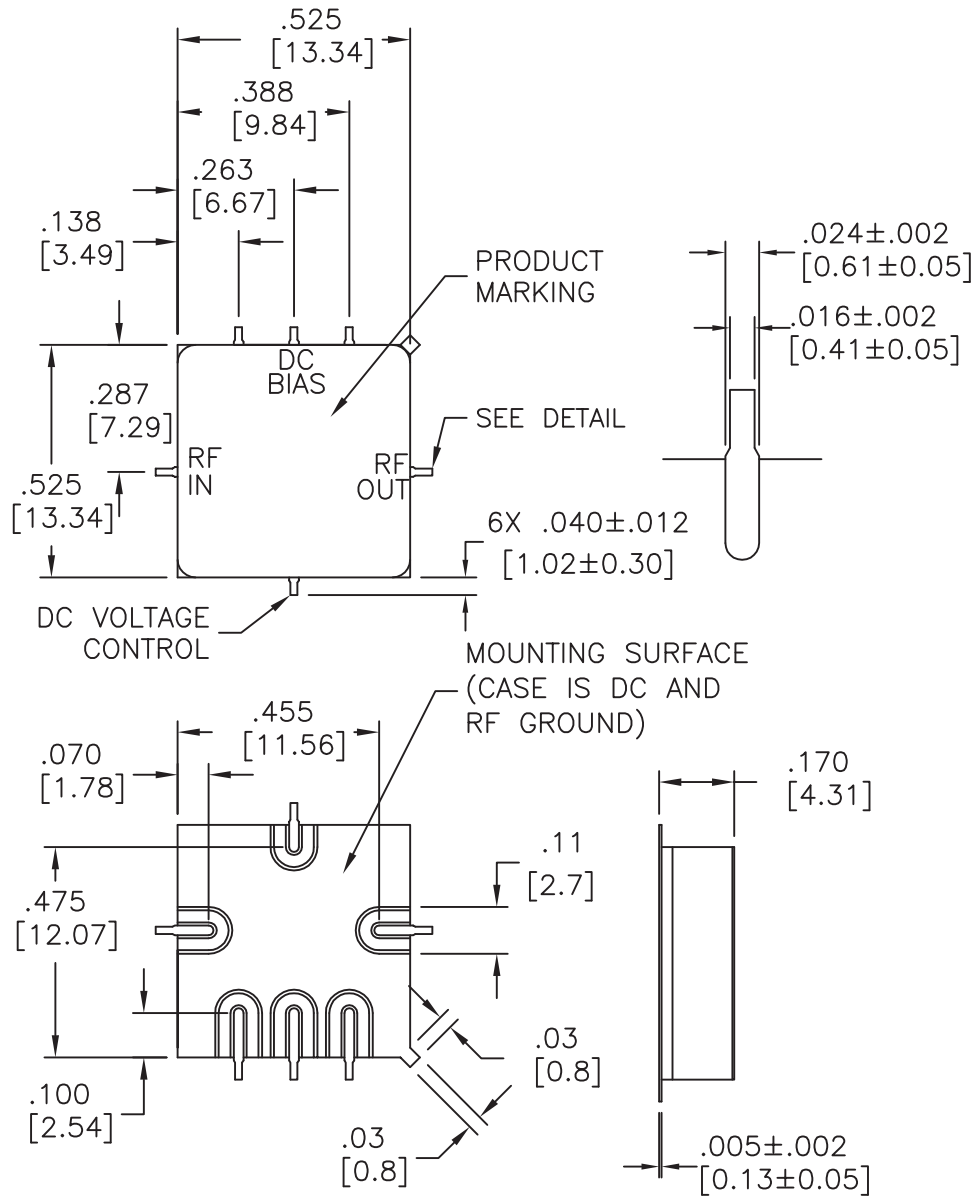 .525
[13.34]
.388
[9.84]
.263
[6.67]
.138
[3.49]
PRODUCT
MARKING
.024±.002
[0.61±0.05]
.016±.002
[0.41±0.05]
DC
BIAS
.287
[7.29]
SEE DETAIL
RF
IN
RF
OUT
.525
[13.34]
6X .040±.012
[1.02±0.30]
DC VOLTAGE
CONTROL
MOUNTING SURFACE
(CASE IS DC AND
RF GROUND)
.455
[11.56]
.070
[1.78]
.170
[4.31]
.11
[2.7]
.475
[12.07]
.03
[0.8]
.100
[2.54]
.03
[0.8]
.005±.002
[0.13±0.05]